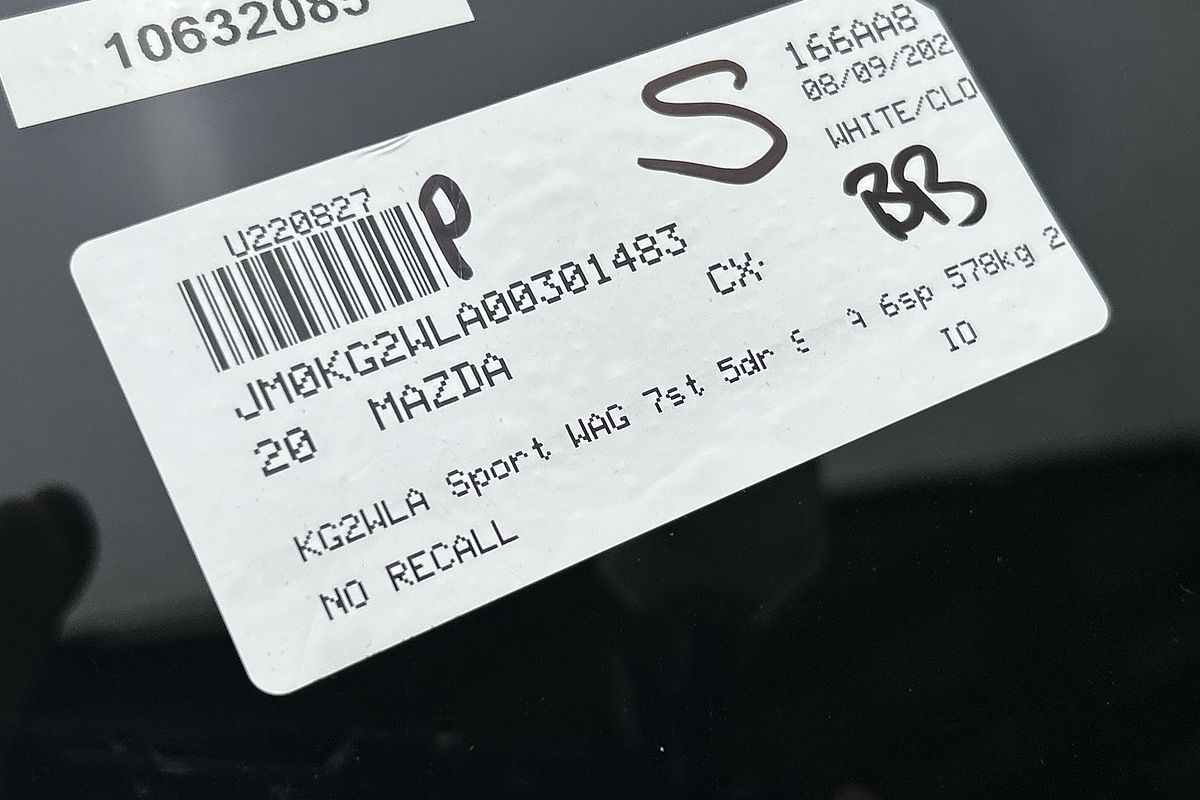 10632085
166AA8
08/09/202
WHITE/CLO
S
BB
U220827
P
JM0KG2WLA00301483
20 MAZDA CX-
KG2WLA Sport WAG 7st 5dr A 6sp 578kg 2
NO RECALL IO